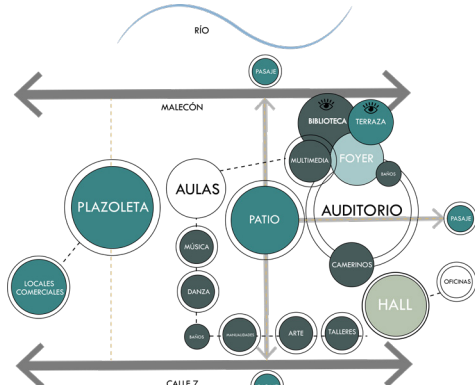 RÍO
PASAJE
MALECÓN
BIBLIOTECA
TERRAZA
MULTIMEDIA
FOYER
BAÑOS
AULAS
PLAZOLETA
PATIO
AUDITORIO
PASAJE
MÚSICA
CAMERINOS
LOCALES
COMERCIALES
DANZA
OFICINAS
HALL
BAÑOS
MANUALIDADES
ARTE
TALLERES
CALLE 7